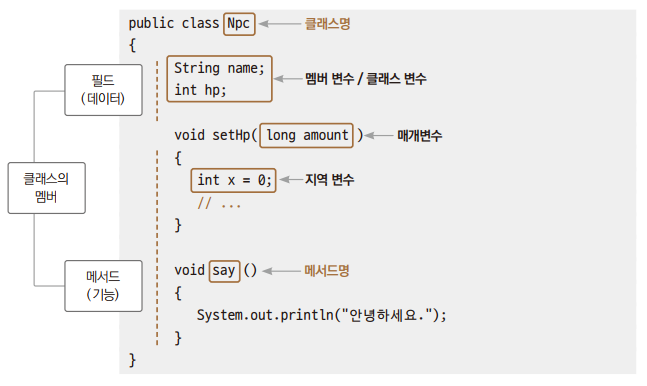 public class Npc 클래스명
{
필드
(데이터)
String name;
int hp;
멤버 변수 / 클래스 변수
void setHp( long amount ) 매개변수
{
클래스의
멤버
int x = 0; 지역 변수
// ...
}
메서드
(기능)
void say () 메서드명
{
System.out.println("안녕하세요.");
}
}